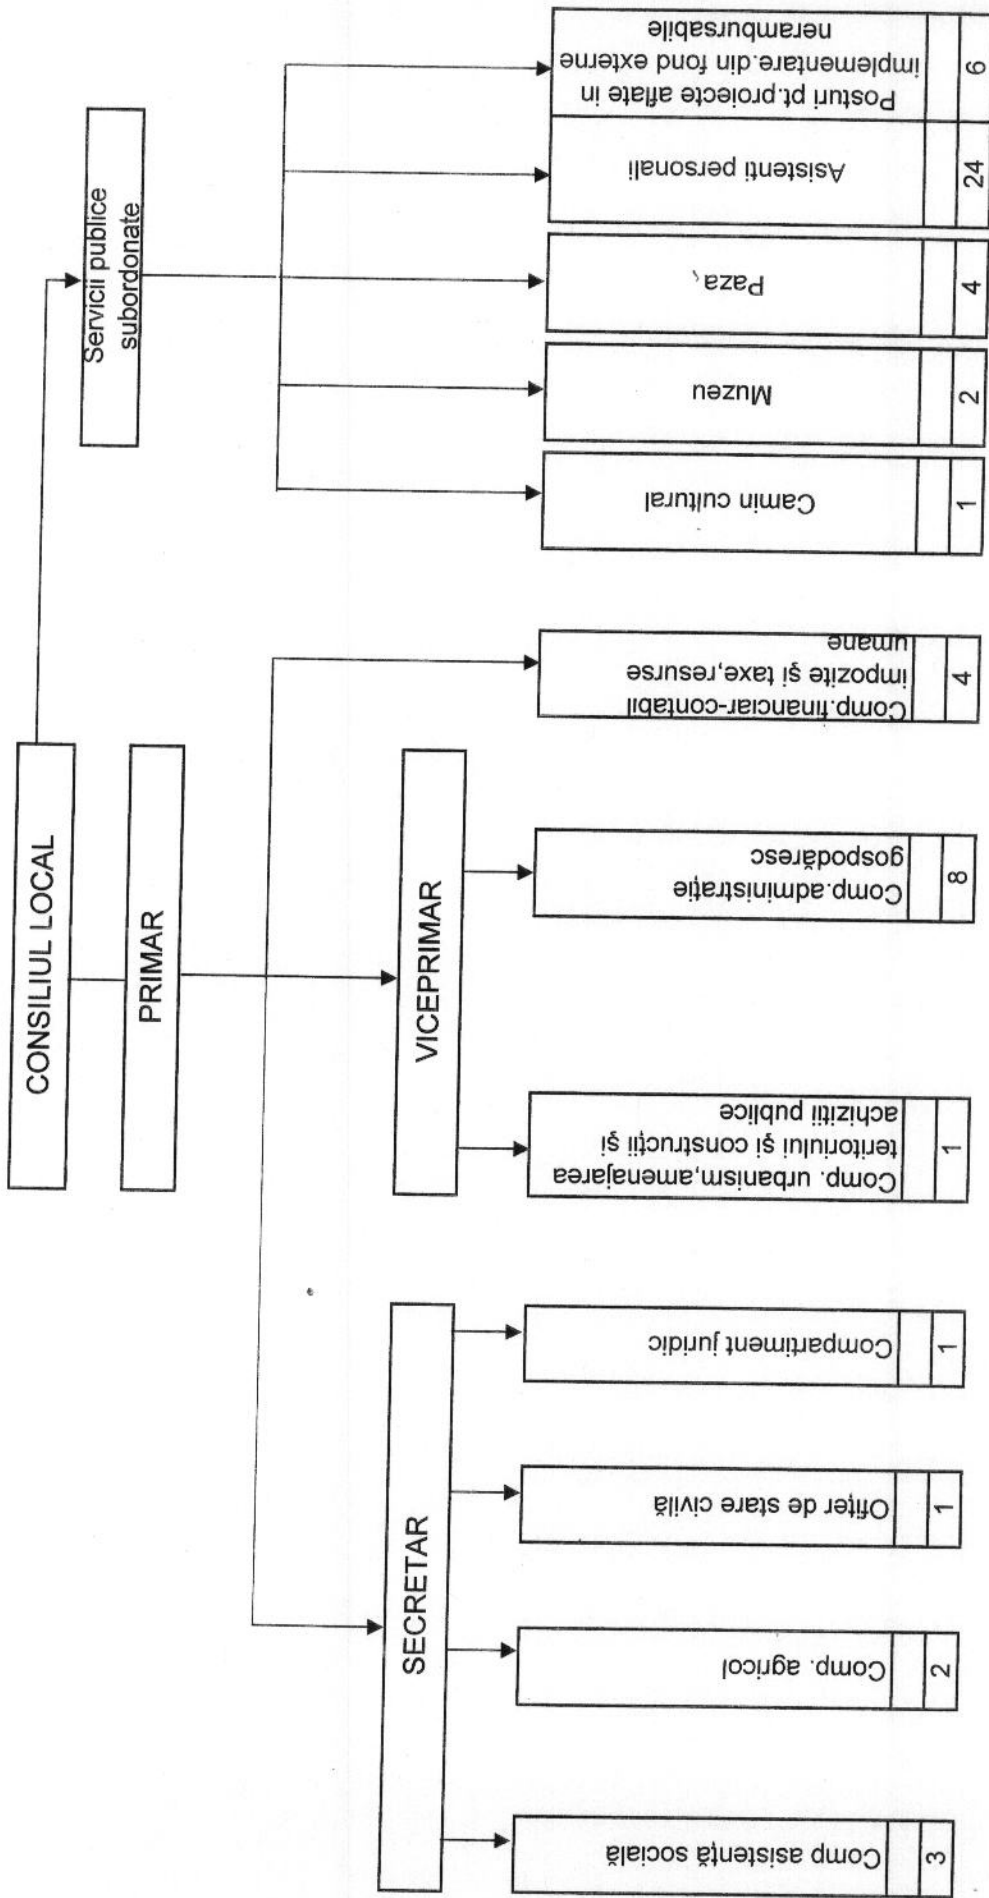 CONSILIUL LOCAL
PRIMAR
Servicii publice
subordonate
SECRETAR
VICEPRIMAR
Comp asistenţă socială
3
Comp. agricol
2
Ofiţer de stare civilă
1
Compartiment juridic
1
Comp. urbanism,amenajarea
teritoriului şi construcţii şi
achizitii publice
1
Comp.administraţie
gospodăresc
8
Comp.financiar-contabil
impozite şi taxe,resurse
umane
4
Camin cultural
1
Muzeu
2
Paza
4
Asistenti personali
24
Posturi pt.proiecte aflate in
implementare.din fond externe
nerambursabile
6